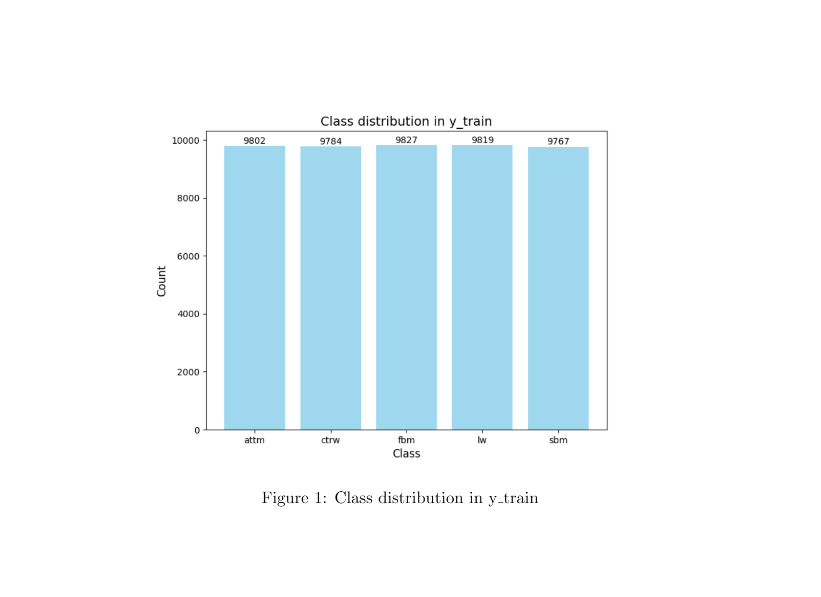 Class distribution in y_train
10000
8000
6000
4000
2000
0
Count
9802 9784 9827 9819 9767
attm ctrw fbm lw sbm
Class
Figure 1: Class distribution in y_train